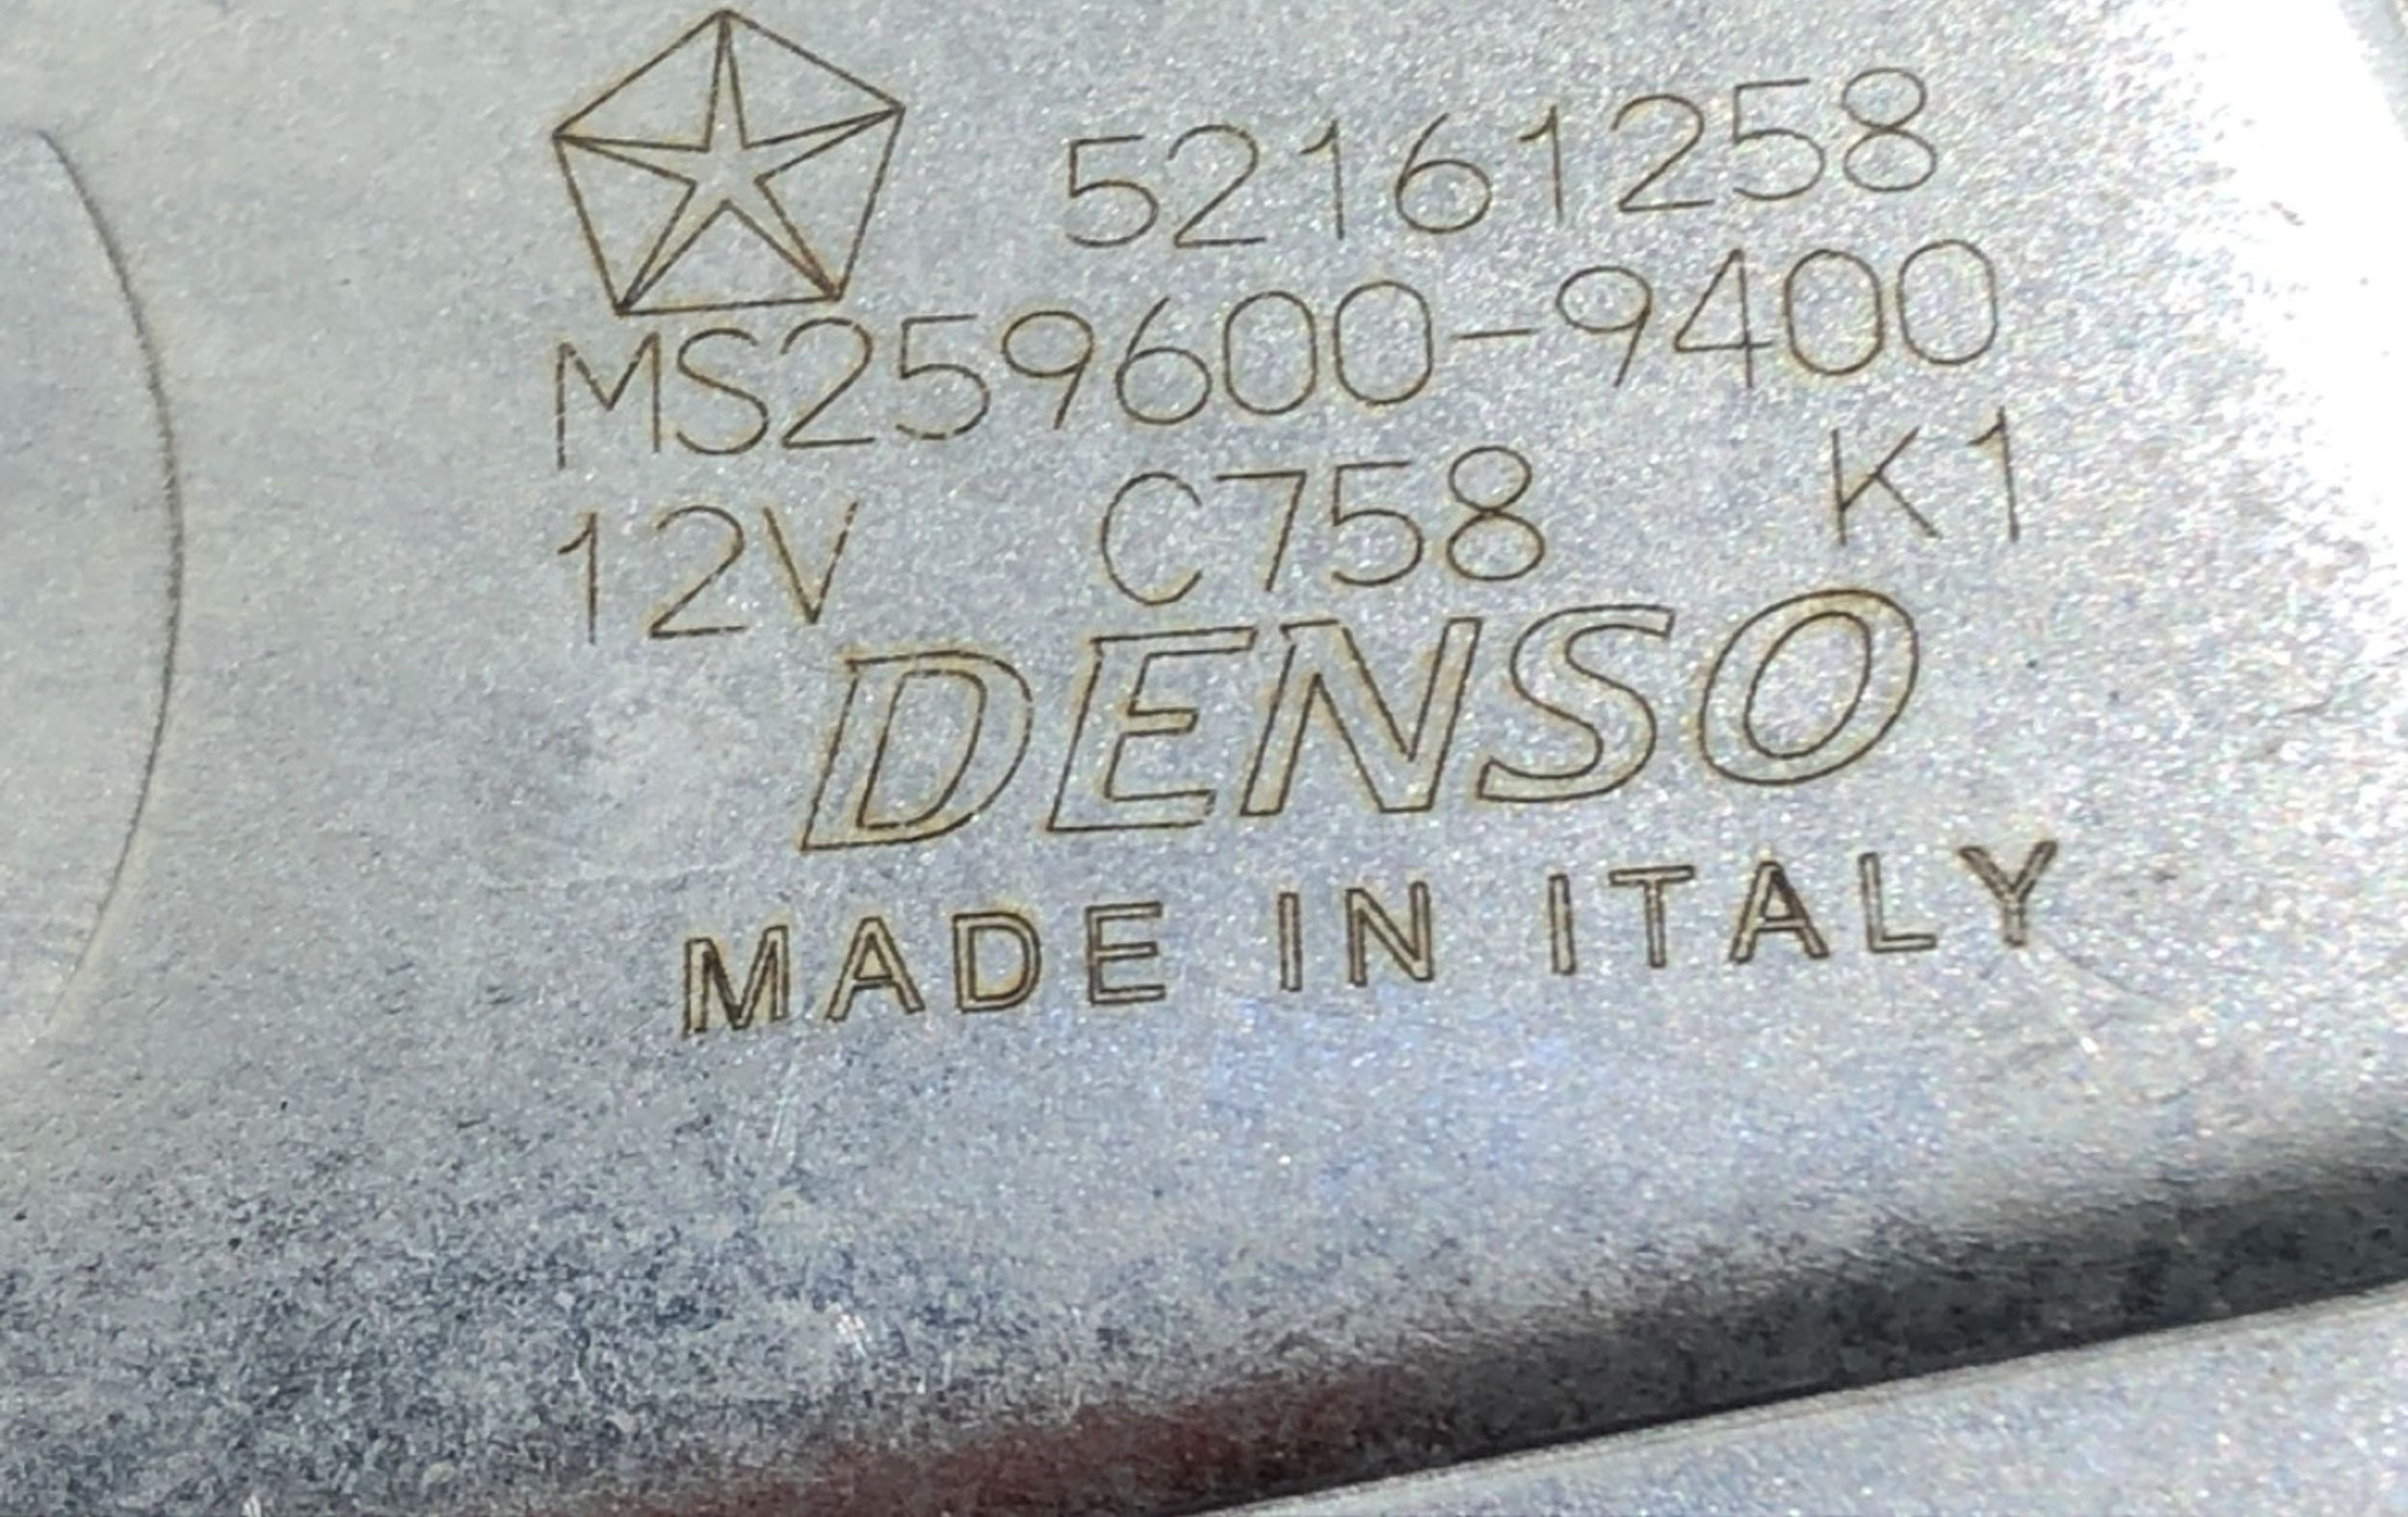 52161258
MS259600-9400
12V C758 K1
DENSO
MADE IN ITALY